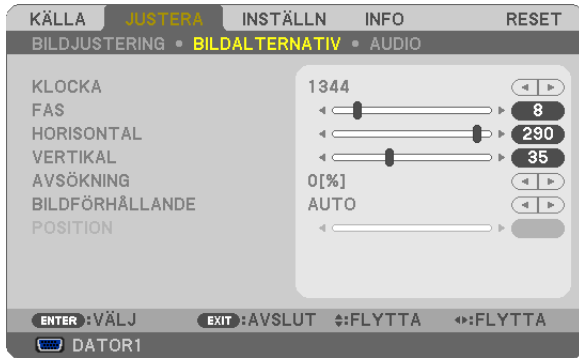 KÄLLA JUSTERA INSTÄLLN INFO RESET
BILDJUSTERING • BILDALTERNATIV • AUDIO
KLOCKA 1344
FAS 8
HORISONTAL 290
VERTIKAL 35
AVSÖKNING 0[%]
BILDFÖRHÅLLANDE AUTO
POSITION
ENTER:VÄLJ EXIT:AVSLUT :FLYTTA :FLYTTA
DATOR1